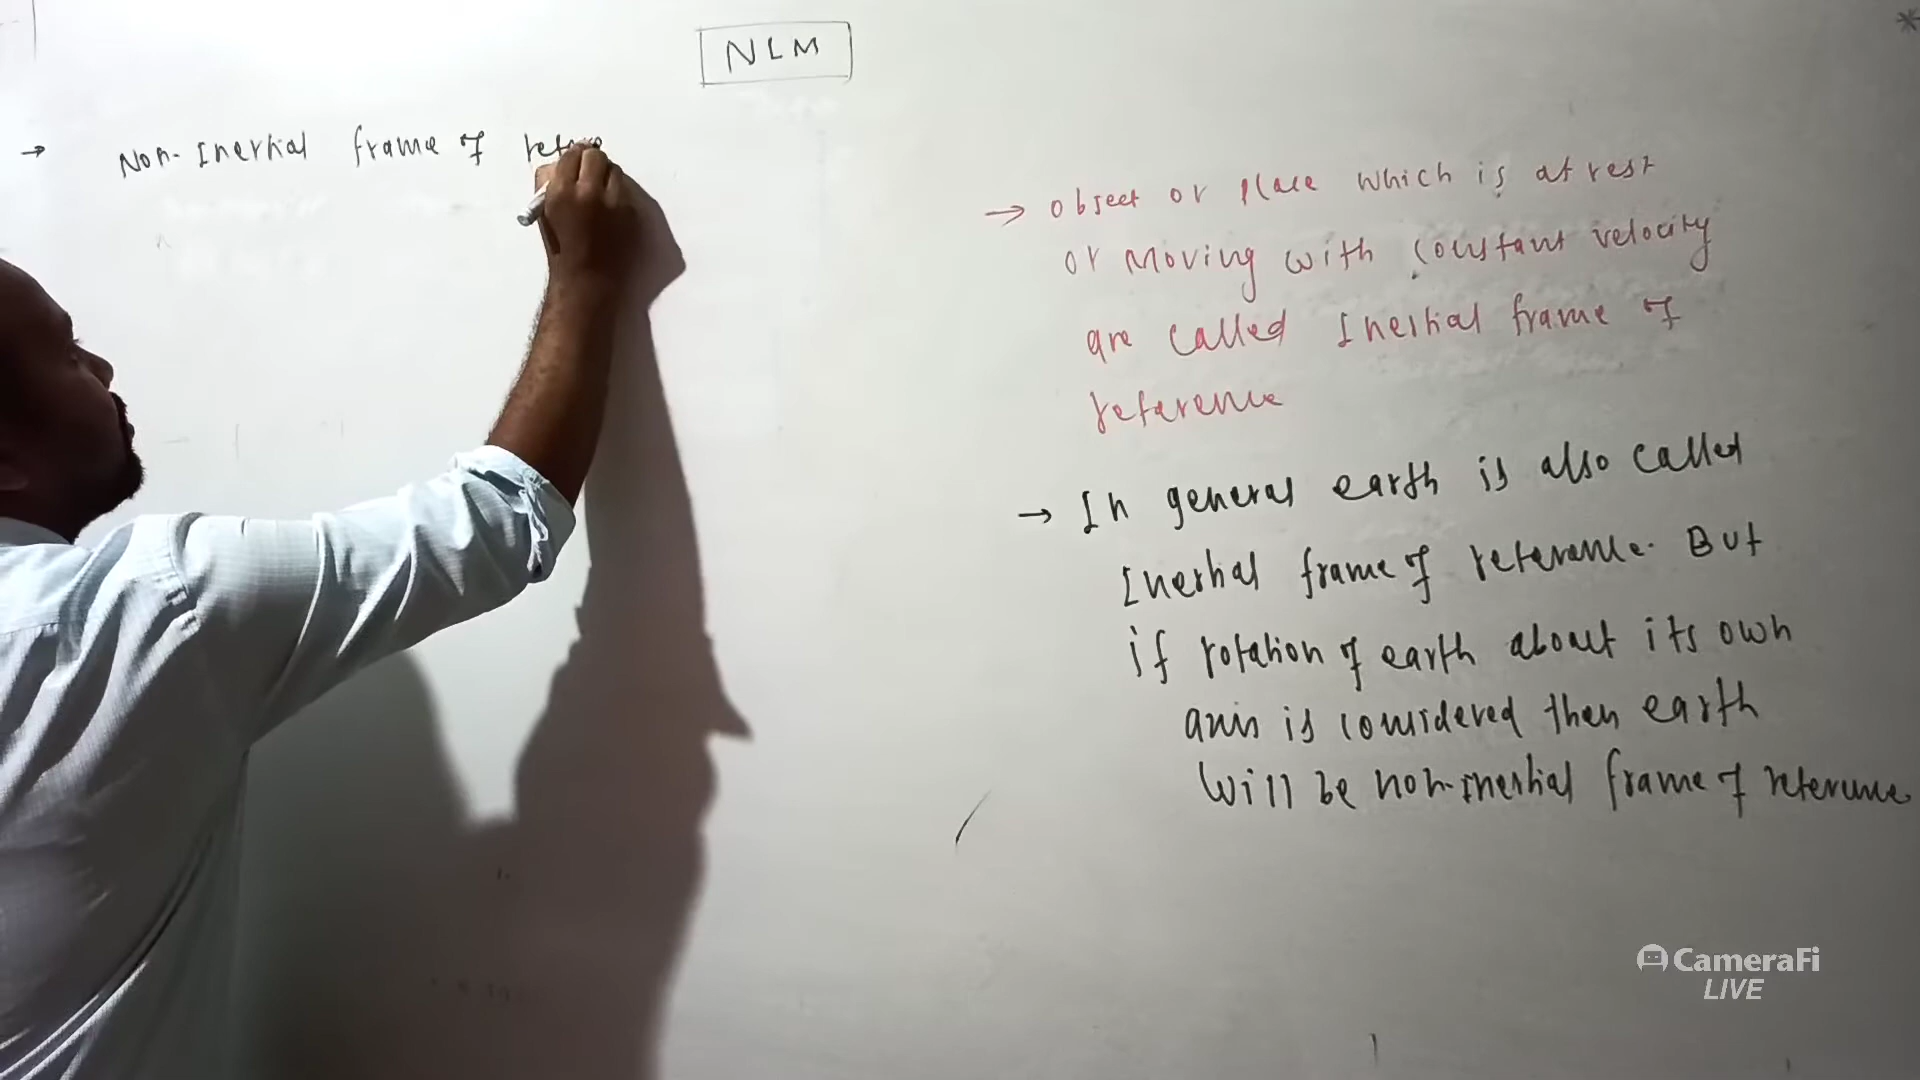 NLM
→ Non-Inertial frame of refere
→ object or place which is at rest
or moving with constant velocity
are called Inertial frame of
reference
→ In general earth is also called
Inertial frame of reference. But
if rotation of earth about its own
axis is considered then earth
will be non-inertial frame of reference
CameraFi
LIVE